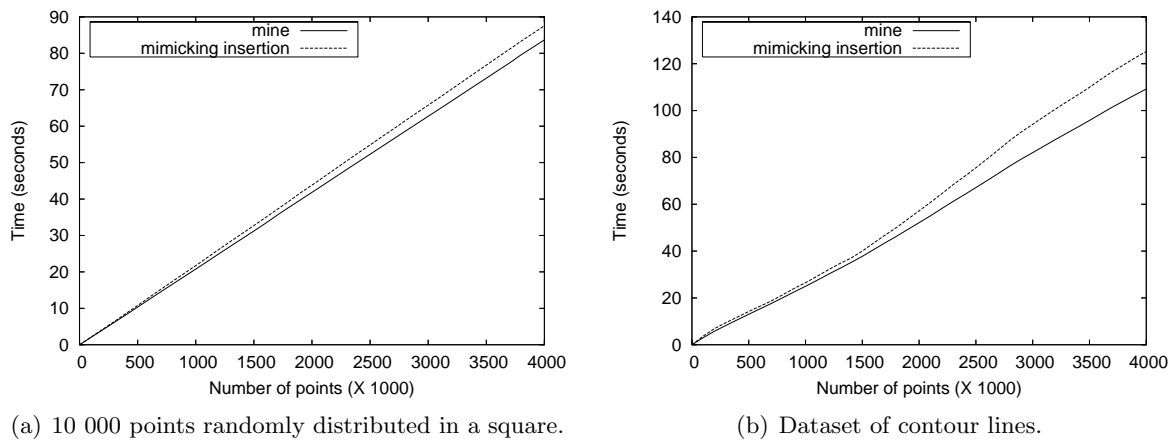 90
80
70
60
50
40
30
20
10
0
Time (seconds)
mine
mimicking insertion
0 500 1000 1500 2000 2500 3000 3500 4000
Number of points (X 1000)
(a) 10 000 points randomly distributed in a square.
140
120
100
80
60
40
20
0
Time (seconds)
mine
mimicking insertion
0 500 1000 1500 2000 2500 3000 3500 4000
Number of points (X 1000)
(b) Dataset of contour lines.